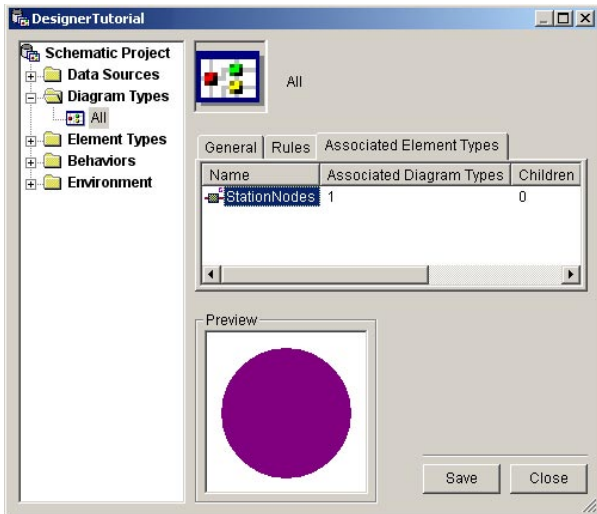 DesignerTutorial
Schematic Project
Data Sources
Diagram Types
All
Element Types
Behaviors
Environment
All
General Rules Associated Element Types
Name Associated Diagram Types Children
StationNodes 1 0
Preview
Save Close